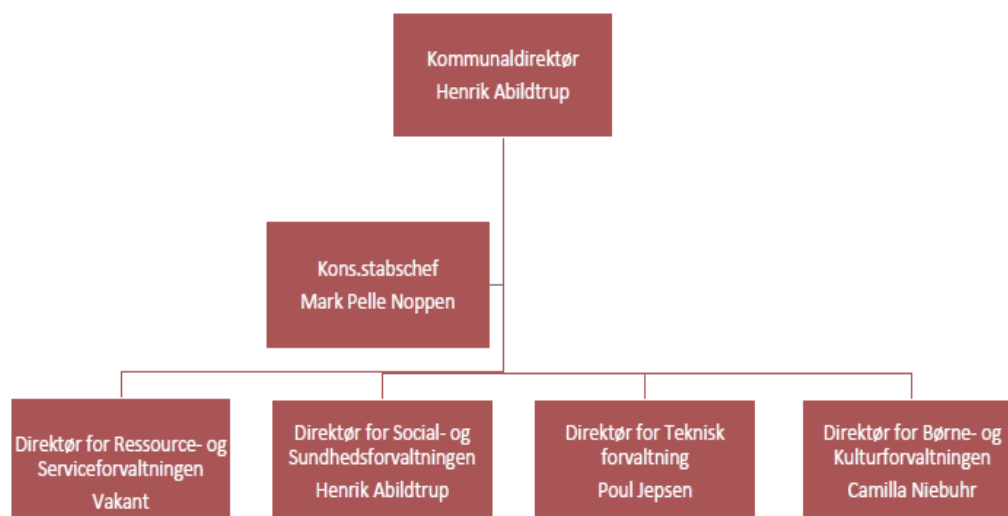 Kommunaldirektør
Henrik Abildtrup
Kons.stabschef
Mark Pelle Noppen
Direktør for Ressource- og
Serviceforvaltningen
Vakant
Direktør for Social- og
Sundhedsforvaltningen
Henrik Abildtrup
Direktør for Teknisk
forvaltning
Poul Jepsen
Direktør for Børne- og
Kulturforvaltningen
Camilla Niebuhr